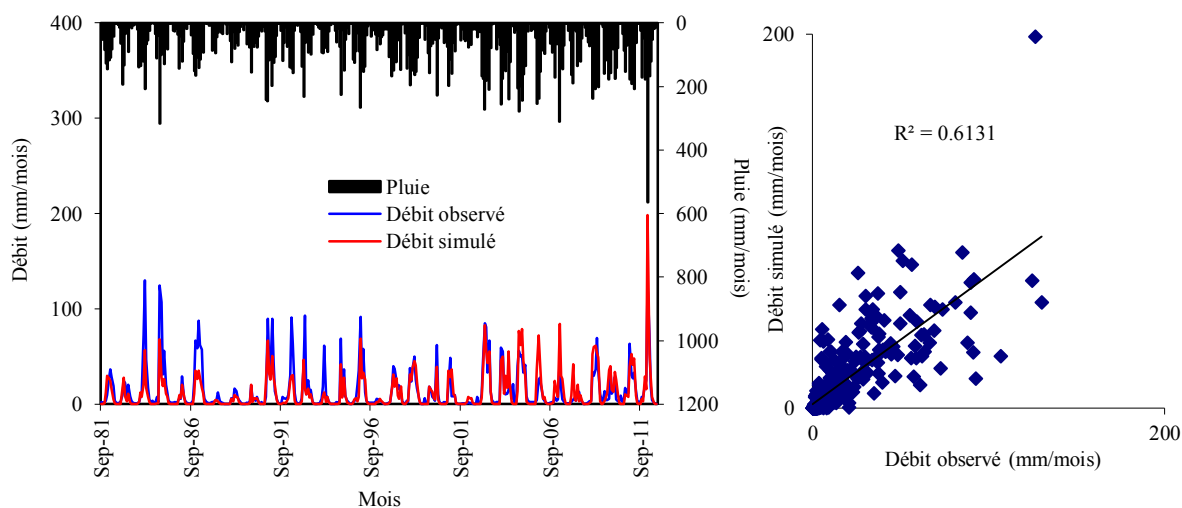 400
300
200
100
0
Débit (mm/mois)
0
200
400
600
800
1000
1200
Pluie (mm/mois)
Pluie
Débit observé
Débit simulé
Sep-81
Sep-86
Sep-91
Sep-96
Sep-01
Sep-06
Sep-11
Mois
200
0
Débit simulé (mm/mois)
R² = 0.6131
0
200
Débit observé (mm/mois)